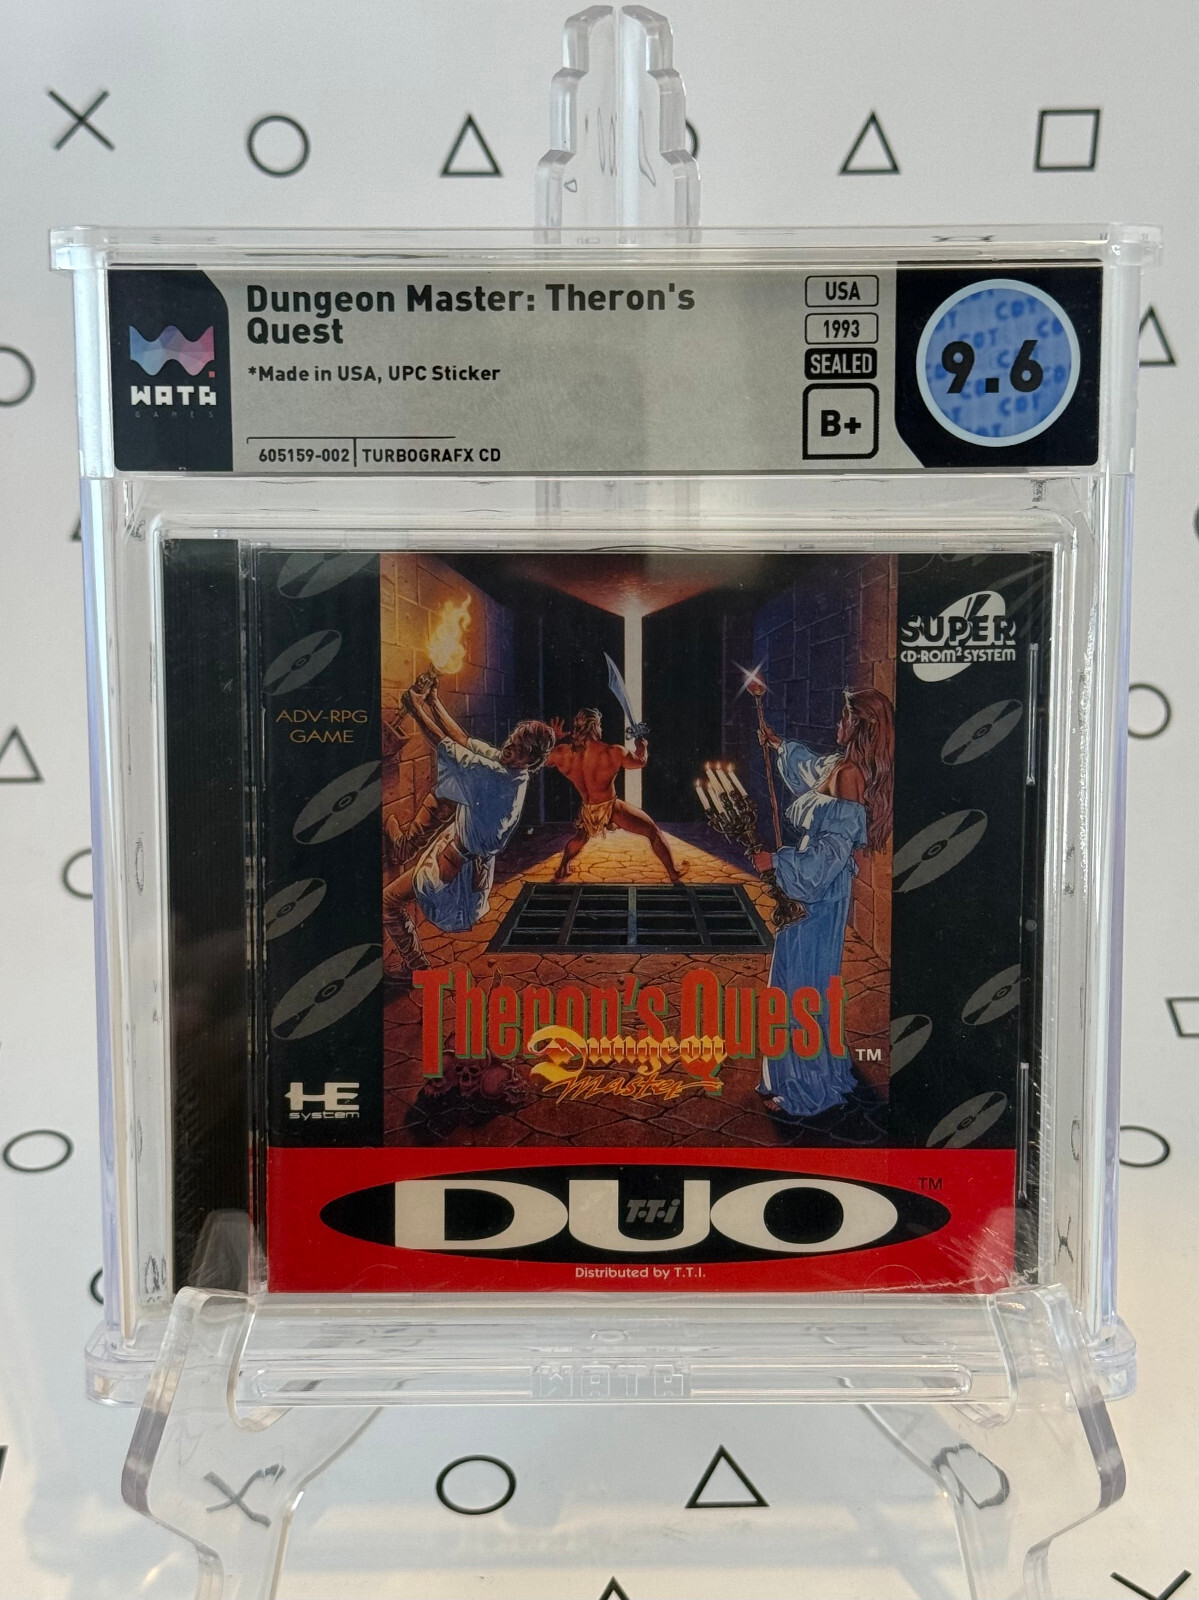 Dungeon Master: Theron's
Quest
*Made in USA, UPC Sticker
605159-002
TURBOGRAFX CD
WATA
GAMES
USA
1993
SEALED
B+
9.6
SUPER
CD-ROM² SYSTEM
ADV-RPG
GAME
Theron's Quest
Dungeon
Master
TM
HE
system
DUO
T.T.i
TM
Distributed by T.T.I.
WATA